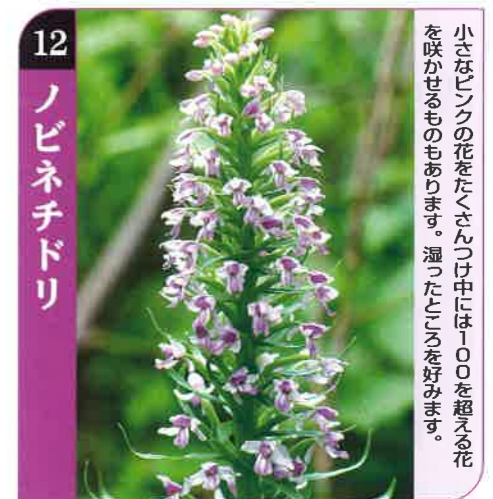 12
ノビネチドリ
小さなピンクの花をたくさんつけ中には100を超える花
を咲かせるものもあります。湿ったところを好みます。